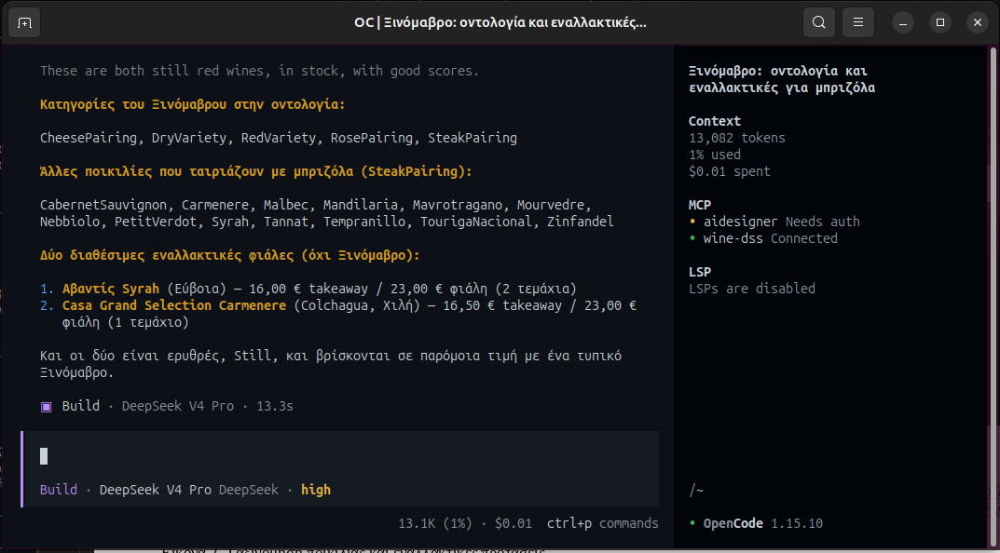 OC | Ξινόμαβρο: οντολογία και εναλλακτικές...
These are both still red wines, in stock, with good scores.
Κατηγορίες του Ξινόμαβρου στην οντολογία:
CheesePairing, DryVariety, RedVariety, RosePairing, SteakPairing
Άλλες ποικιλίες που ταιριάζουν με μπριζόλα (SteakPairing):
CabernetSauvignon, Carmenere, Malbec, Mandilaria, Mavrotragano, Mourvedre,
Nebbiolo, PetitVerdot, Syrah, Tannat, Tempranillo, TourigaNacional, Zinfandel
Δύο διαθέσιμες εναλλακτικές φιάλες (όχι Ξινόμαβρο):
1. Αβαντίς Syrah (Εύβοια) — 16,00 € takeaway / 23,00 € φιάλη (2 τεμάχια)
2. Casa Grand Selection Carmenere (Colchagua, Χιλή) — 16,50 € takeaway / 23,00 €
φιάλη (1 τεμάχιο)
Και οι δύο είναι ερυθρές, Still, και βρίσκονται σε παρόμοια τιμή με ένα τυπικό
Ξινόμαβρο.
Build · DeepSeek V4 Pro · 13.3s
Build · DeepSeek V4 Pro DeepSeek · high
13.1K (1%) · $0.01 ctrl+p commands
Ξινόμαβρο: οντολογία και
εναλλακτικές για μπριζόλα
Context
13,082 tokens
1% used
$0.01 spent
MCP
• aidesigner Needs auth
• wine-dss Connected
LSP
LSPs are disabled
/~
• OpenCode 1.15.10